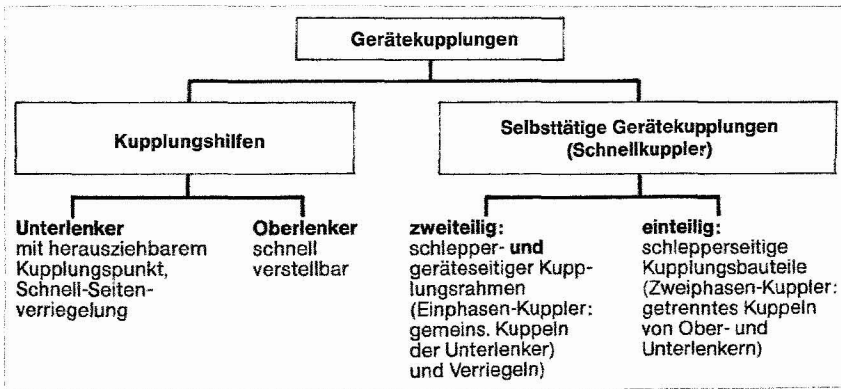 Gerätekupplungen
Kupplungshilfen
Selbsttätige Gerätekupplungen
(Schnellkuppler)
Unterlenker
mit herausziehbarem
Kupplungspunkt,
Schnell-Seiten-
verriegelung
Oberlenker
schnell
verstellbar
zweiteilig:
schlepper- und
geräteseitiger Kupp-
lungsrahmen
(Einphasen-Kuppler:
gemeins. Kuppeln
der Unterlenker)
und Verriegeln)
einteilig:
schlepperseitige
Kupplungsbauteile
(Zweiphasen-Kuppler:
getrenntes Kuppeln
von Ober- und
Unterlenkern)